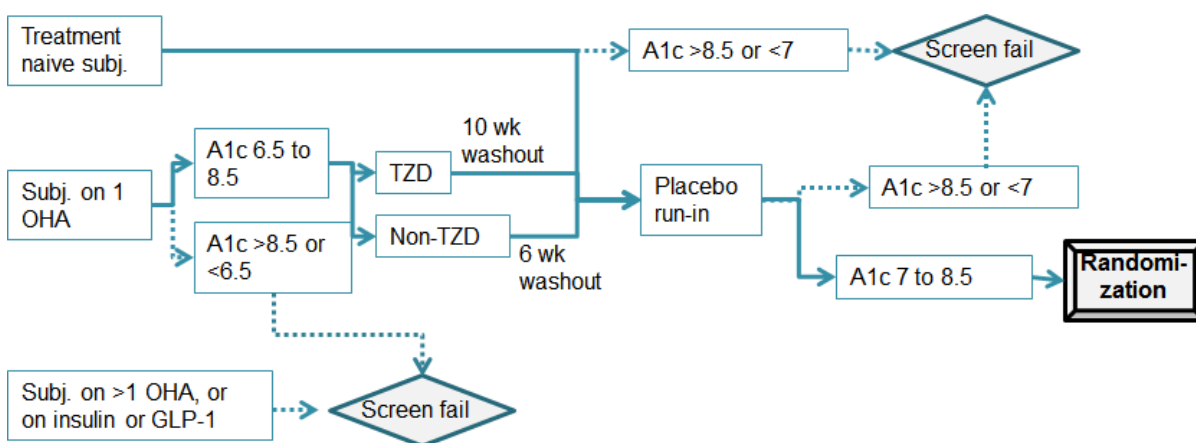 Treatment
naive subj.
A1c >8.5 or <7
Screen fail
10 wk
washout
A1c 6.5 to
8.5
TZD
Subj. on 1
OHA
Placebo
run-in
A1c >8.5 or <7
A1c >8.5 or
<6.5
Non-TZD
6 wk
washout
A1c 7 to 8.5
Randomi-
zation
Subj. on >1 OHA, or
on insulin or GLP-1
Screen fail